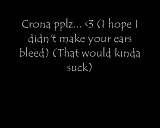 Crona pplz... <3 (I hope I
didn't make your ears
bleed) (That would kinda
suck)